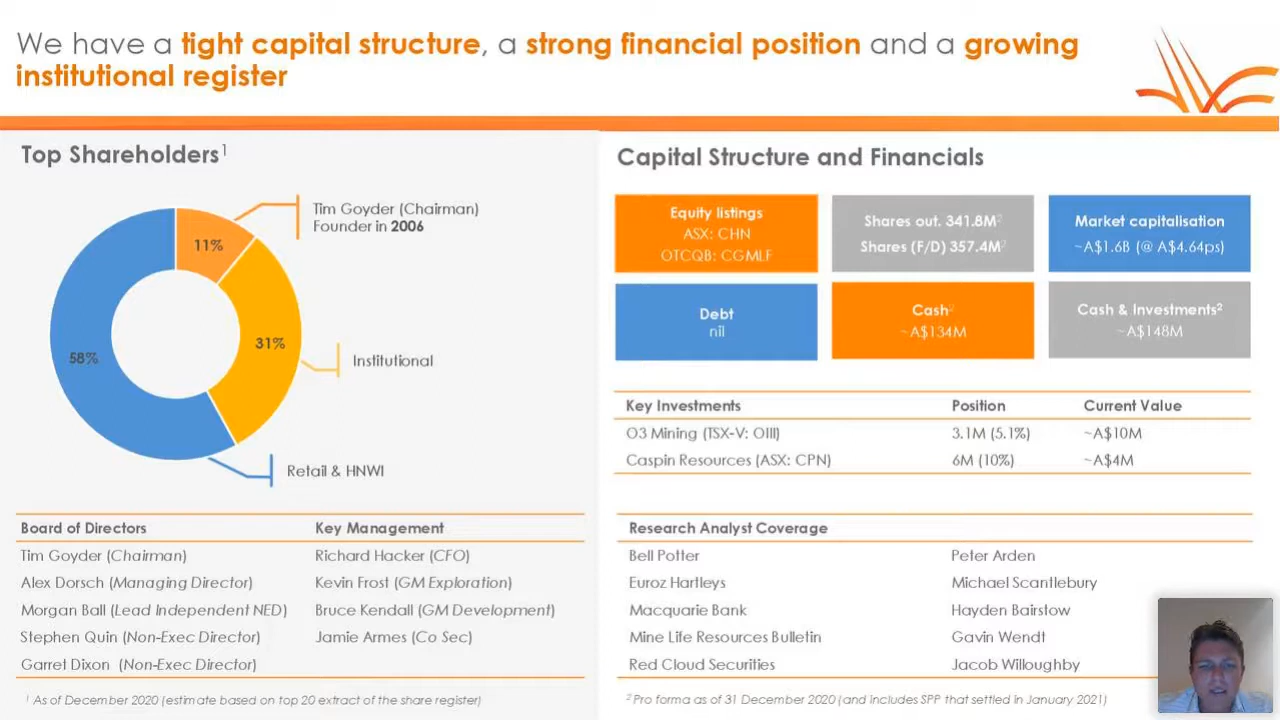 We have a tight capital structure, a strong financial position and a growing
institutional register
Top Shareholders1
11%
31%
58%
Tim Goyder (Chairman)
Founder in 2006
Institutional
Retail & HNWI
Board of Directors Key Management
Tim Goyder (Chairman) Richard Hacker (CFO)
Alex Dorsch (Managing Director) Kevin Frost (GM Exploration)
Morgan Ball (Lead Independent NED) Bruce Kendall (GM Development)
Stephen Quin (Non-Exec Director) Jamie Armes (Co Sec)
Garret Dixon (Non-Exec Director)
1 As of December 2020 (estimate based on top 20 extract of the share register)
Capital Structure and Financials
Equity listings
ASX: CHN
OTCQB: CGMLF
Shares out. 341.8M2
Shares (F/D) 357.4M2
Market capitalisation
~A$1.6B (@ A$4.64ps)
Debt
nil
Cash2
~A$134M
Cash & Investments2
~A$148M
Key Investments Position Current Value
O3 Mining (TSX-V: OIII) 3.1M (5.1%) ~A$10M
Caspin Resources (ASX: CPN) 6M (10%) ~A$4M
Research Analyst Coverage
Bell Potter Peter Arden
Euroz Hartleys Michael Scantlebury
Macquarie Bank Hayden Bairstow
Mine Life Resources Bulletin Gavin Wendt
Red Cloud Securities Jacob Willoughby
2 Pro forma as of 31 December 2020 (and includes SPP that settled in January 2021)